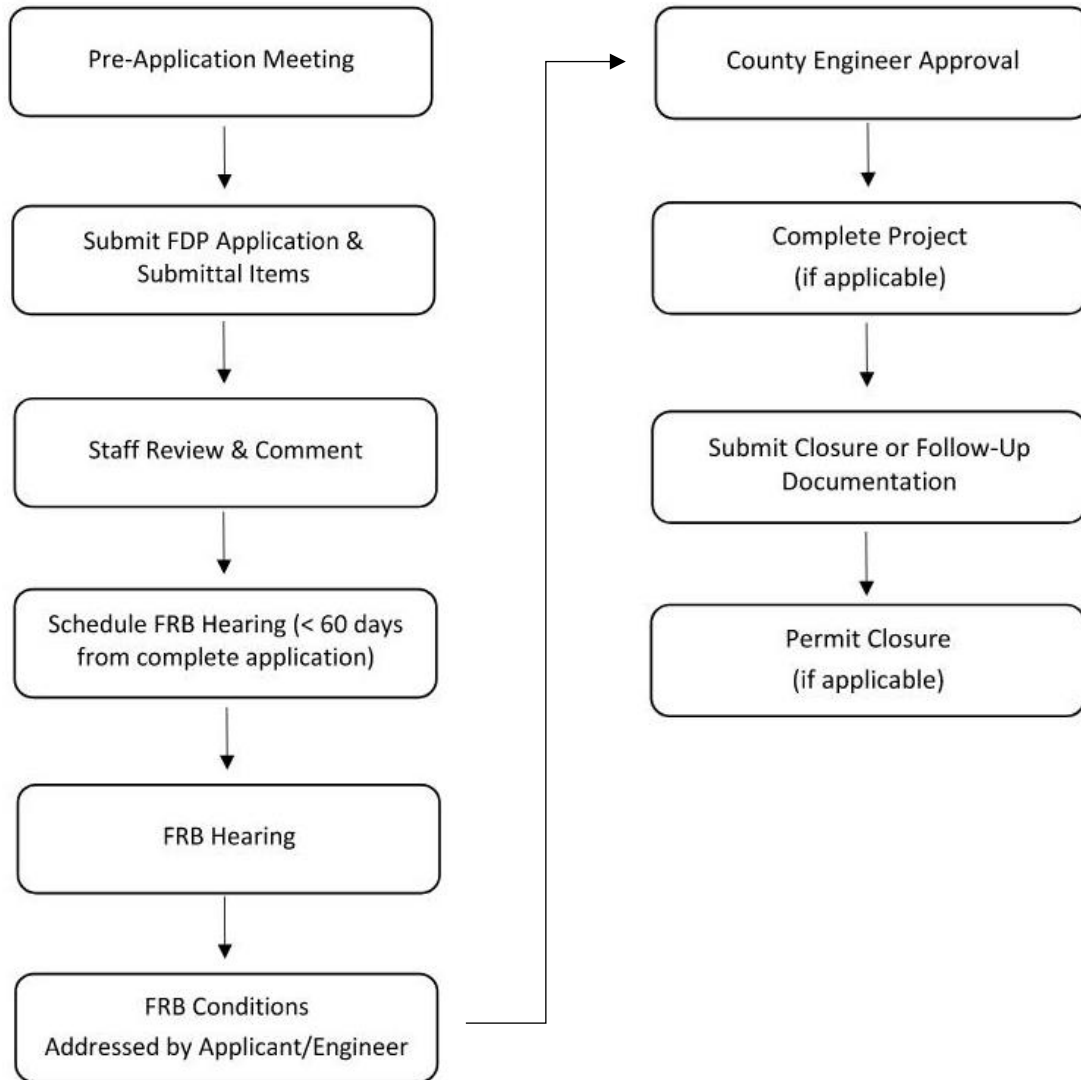 Pre-Application Meeting
Submit FDP Application &
Submittal Items
Staff Review & Comment
Schedule FRB Hearing (< 60 days
from complete application)
FRB Hearing
FRB Conditions
Addressed by Applicant/Engineer
County Engineer Approval
Complete Project
(if applicable)
Submit Closure or Follow-Up
Documentation
Permit Closure
(if applicable)